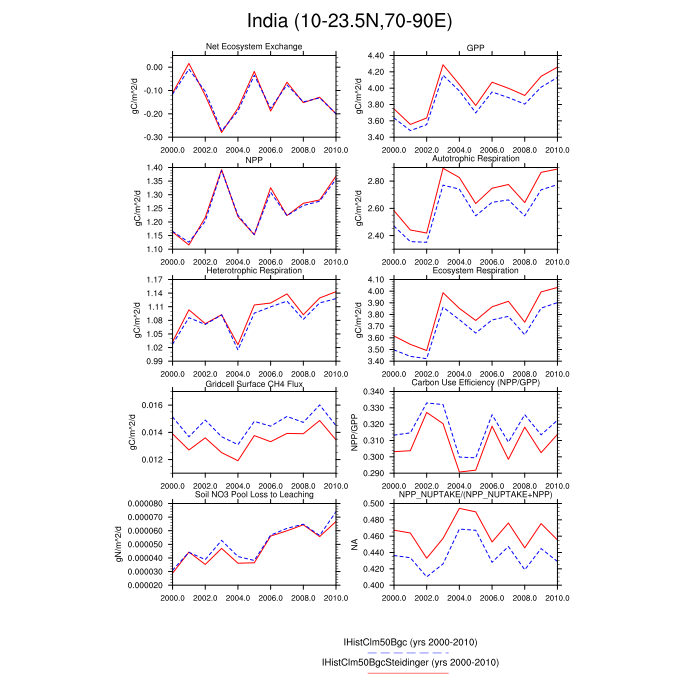 India (10-23.5N,70-90E)
Net Ecosystem Exchange
gC/m^2/d
0.00
-0.10
-0.20
-0.30
2000.0 2002.0 2004.0 2006.0 2008.0 2010.0
GPP
gC/m^2/d
4.40
4.20
4.00
3.80
3.60
3.40
2000.0 2002.0 2004.0 2006.0 2008.0 2010.0
NPP
gC/m^2/d
1.40
1.35
1.30
1.25
1.20
1.15
1.10
2000.0 2002.0 2004.0 2006.0 2008.0 2010.0
Autotrophic Respiration
gC/m^2/d
2.80
2.60
2.40
2000.0 2002.0 2004.0 2006.0 2008.0 2010.0
Heterotrophic Respiration
gC/m^2/d
1.17
1.14
1.11
1.08
1.05
1.02
0.99
2000.0 2002.0 2004.0 2006.0 2008.0 2010.0
Ecosystem Respiration
gC/m^2/d
4.10
4.00
3.90
3.80
3.70
3.60
3.50
3.40
2000.0 2002.0 2004.0 2006.0 2008.0 2010.0
Gridcell Surface CH4 Flux
gC/m^2/d
0.016
0.014
0.012
2000.0 2002.0 2004.0 2006.0 2008.0 2010.0
Carbon Use Efficiency (NPP/GPP)
NPP/GPP
0.340
0.330
0.320
0.310
0.300
0.290
2000.0 2002.0 2004.0 2006.0 2008.0 2010.0
Soil NO3 Pool Loss to Leaching
gN/m^2/d
0.000080
0.000070
0.000060
0.000050
0.000040
0.000030
0.000020
2000.0 2002.0 2004.0 2006.0 2008.0 2010.0
NPP_NUPTAKE/(NPP_NUPTAKE+NPP)
NA
0.500
0.480
0.460
0.440
0.420
0.400
2000.0 2002.0 2004.0 2006.0 2008.0 2010.0
IHistClm50Bgc (yrs 2000-2010)
IHistClm50BgcSteidinger (yrs 2000-2010)